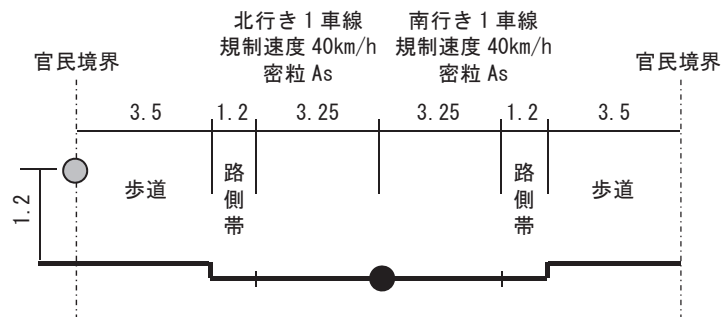 北行き１車線
規制速度 40km/h
密粒 As
南行き１車線
規制速度 40km/h
密粒 As
官民境界
官民境界
3.5
1.2
3.25
3.25
1.2
3.5
歩道
路側帯
路側帯
歩道
1.2